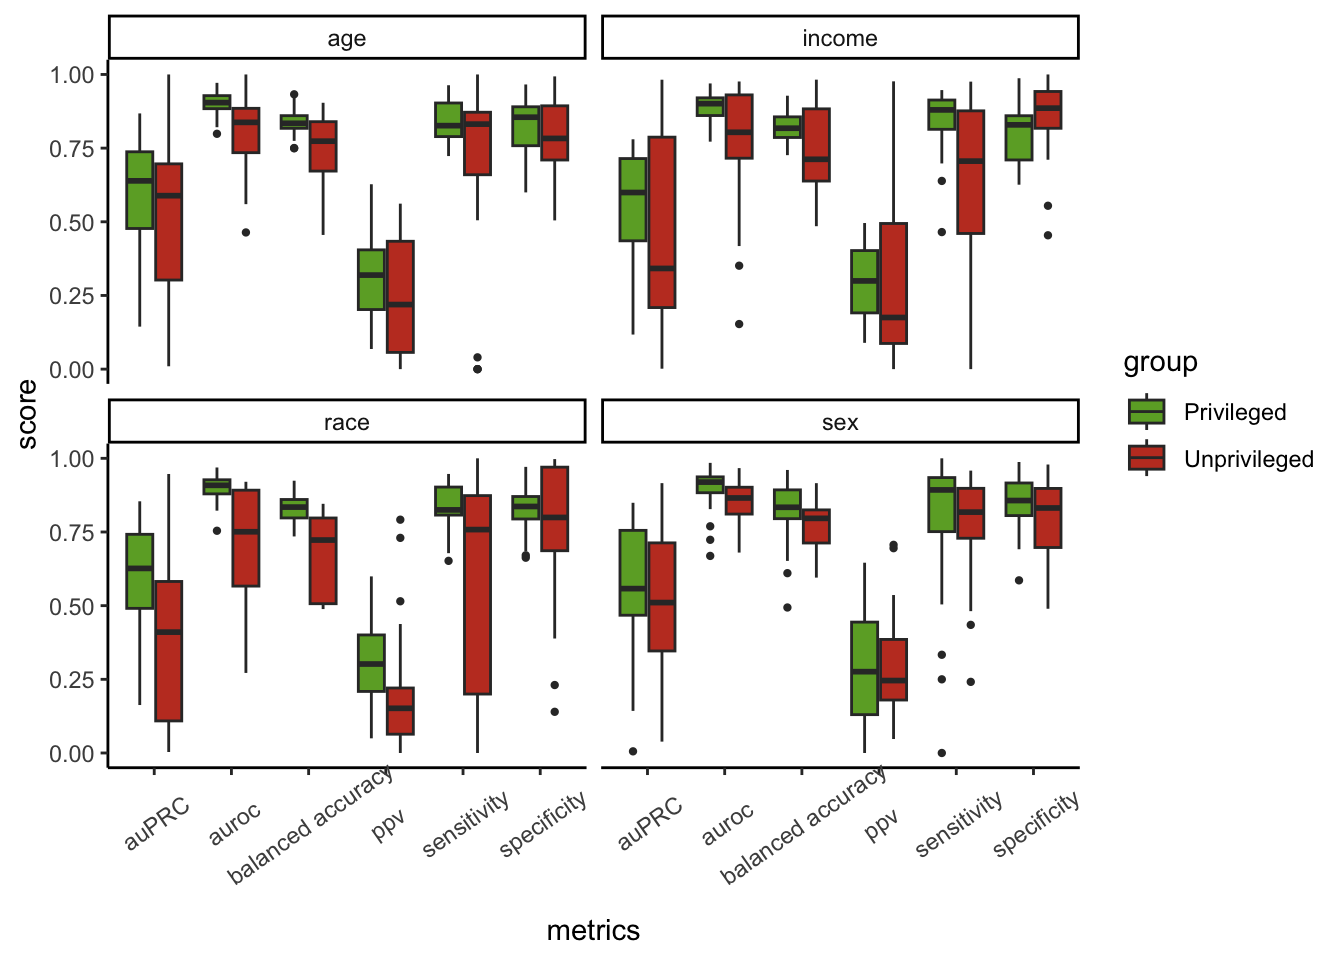 age
income
1.00
0.75
0.50
0.25
0.00
race
sex
1.00
0.75
0.50
0.25
0.00
score
auPRC
auroc
balanced accuracy
ppv
sensitivity
specificity
auPRC
auroc
balanced accuracy
ppv
sensitivity
specificity
metrics
group
Privileged
Unprivileged